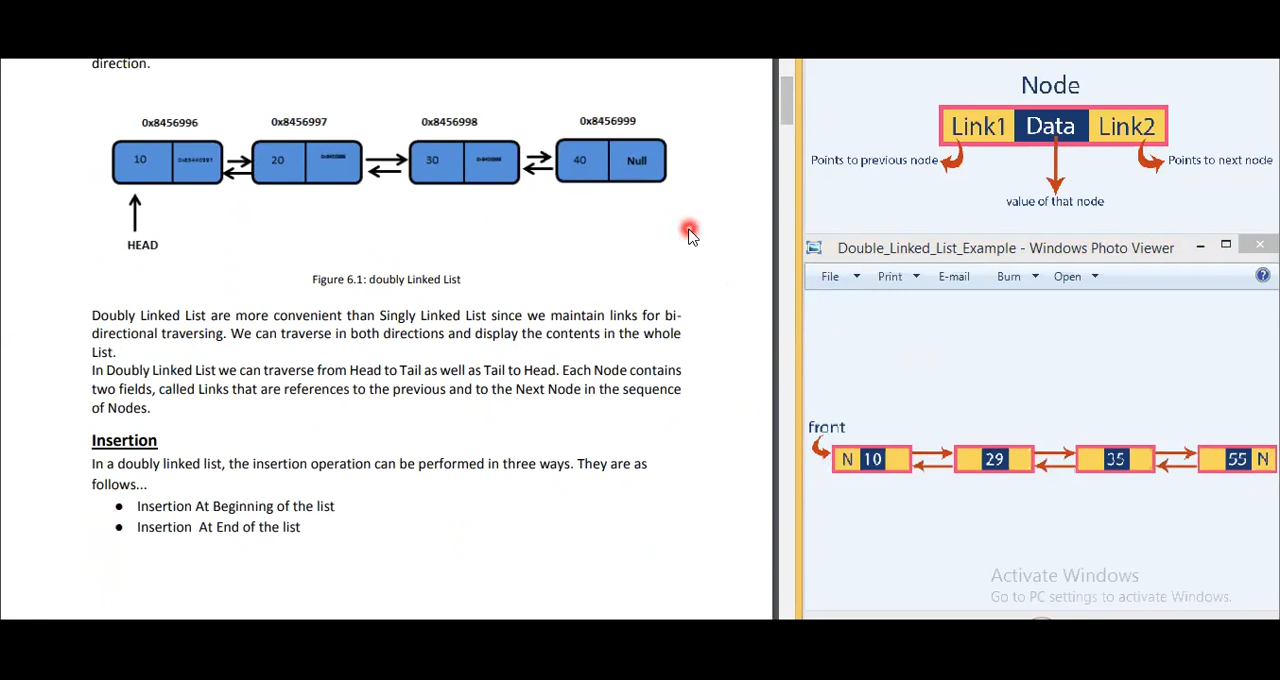 direction.
0x8456996 0x8456997 0x8456998 0x8456999
10 20 30 40 Null
HEAD
Figure 6.1: doubly Linked List
Doubly Linked List are more convenient than Singly Linked List since we maintain links for bi-
directional traversing. We can traverse in both directions and display the contents in the whole
List.
In Doubly Linked List we can traverse from Head to Tail as well as Tail to Head. Each Node contains
two fields, called Links that are references to the previous and to the Next Node in the sequence
of Nodes.
Insertion
In a doubly linked list, the insertion operation can be performed in three ways. They are as
follows...
● Insertion At Beginning of the list
● Insertion At End of the list
Node
Link1 Data Link2
Points to previous node Points to next node
value of that node
Double_Linked_List_Example - Windows Photo Viewer
File Print E-mail Burn Open
front
N 10 29 35 55 N
Activate Windows
Go to PC settings to activate Windows.